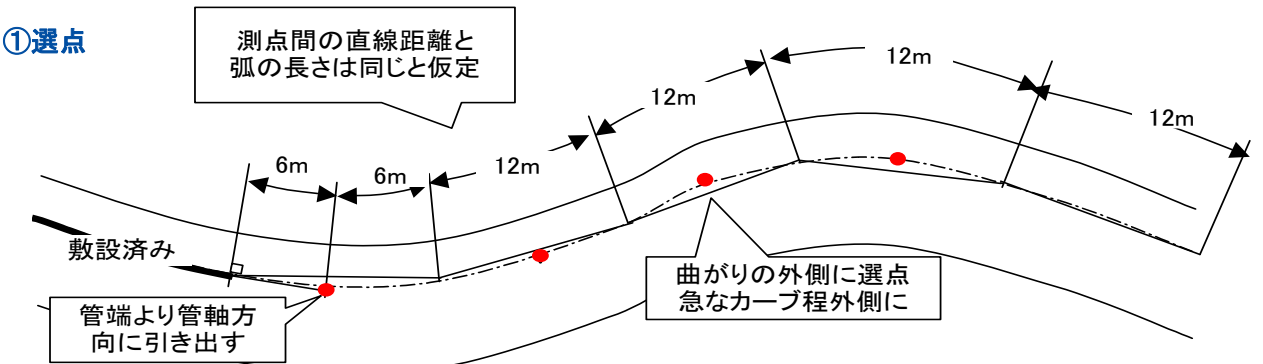 ①選点
測点間の直線距離と
弧の長さは同じと仮定
6m
6m
12m
12m
12m
12m
敷設済み
管端より管軸方
向に引き出す
曲がりの外側に選点
急なカーブ程外側に